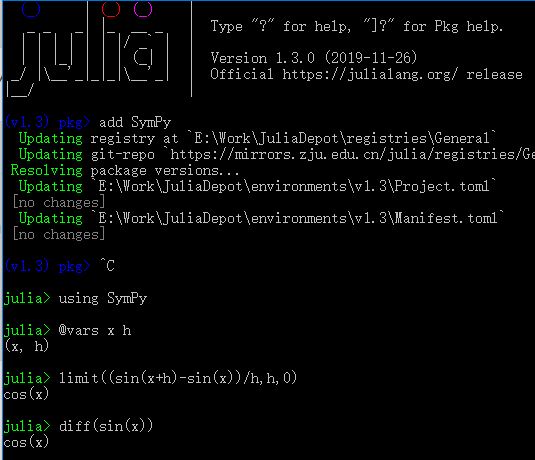 Type "?" for help, "]?" for Pkg help.
Version 1.3.0 (2019-11-26)
Official https://julialang.org/ release
(v1.3) pkg> add SymPy
Updating registry at `E:\Work\JuliaDepot\registries\General`
Updating git-repo `https://mirrors.zju.edu.cn/julia/registries/Ge
Resolving package versions...
Updating `E:\Work\JuliaDepot\environments\v1.3\Project.toml`
[no changes]
Updating `E:\Work\JuliaDepot\environments\v1.3\Manifest.toml`
[no changes]
(v1.3) pkg> ^C
julia> using SymPy
julia> @vars x h
(x, h)
julia> limit((sin(x+h)-sin(x))/h,h,0)
cos(x)
julia> diff(sin(x))
cos(x)